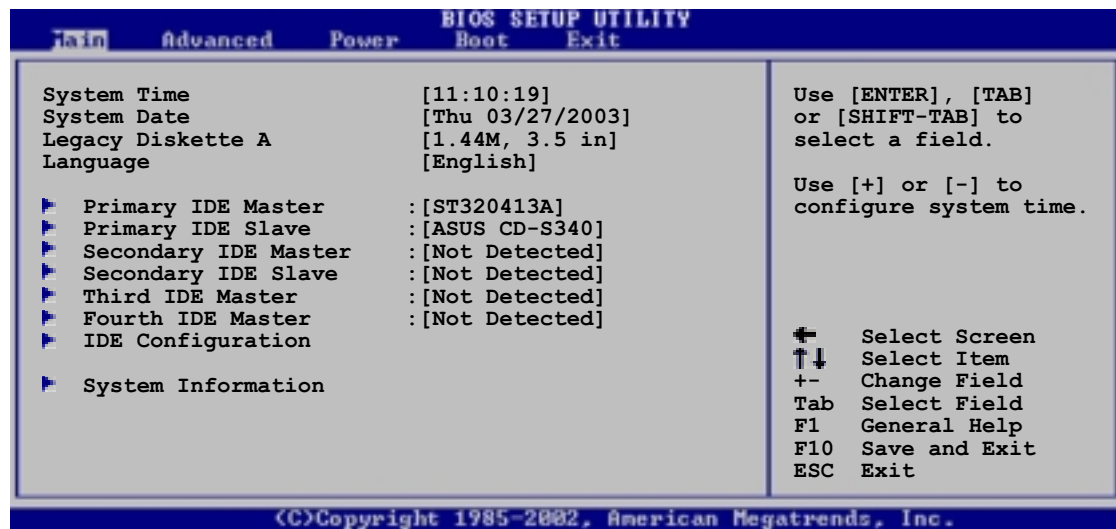 BIOS SETUP UTILITY
Main Advanced Power Boot Exit
System Time [11:10:19]
System Date [Thu 03/27/2003]
Legacy Diskette A [1.44M, 3.5 in]
Language [English]
Primary IDE Master :[ST320413A]
Primary IDE Slave :[ASUS CD-S340]
Secondary IDE Master :[Not Detected]
Secondary IDE Slave :[Not Detected]
Third IDE Master :[Not Detected]
Fourth IDE Master :[Not Detected]
IDE Configuration
System Information
Use [ENTER], [TAB]
or [SHIFT-TAB] to
select a field.
Use [+] or [-] to
configure system time.
← Select Screen
↑↓ Select Item
+- Change Field
Tab Select Field
F1 General Help
F10 Save and Exit
ESC Exit
(C)Copyright 1985-2002, American Megatrends, Inc.